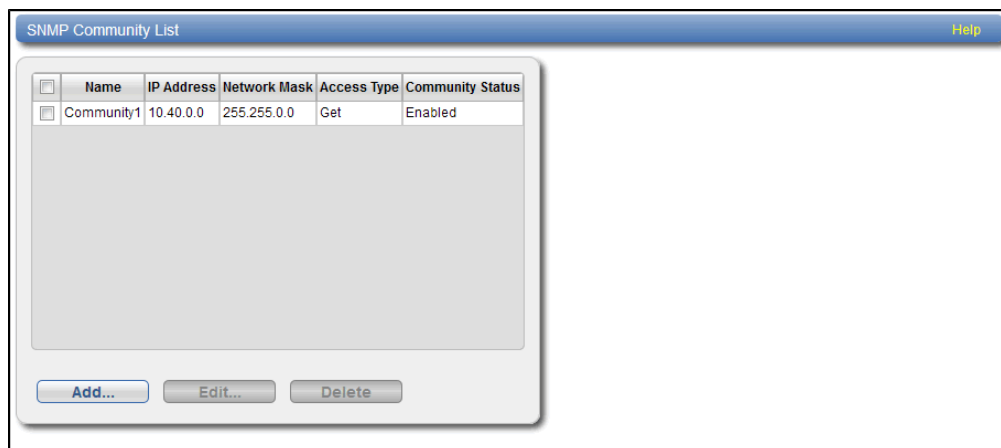 SNMP Community List Help
Name IP Address Network Mask Access Type Community Status
Community1 10.40.0.0 255.255.0.0 Get Enabled
Add... Edit... Delete